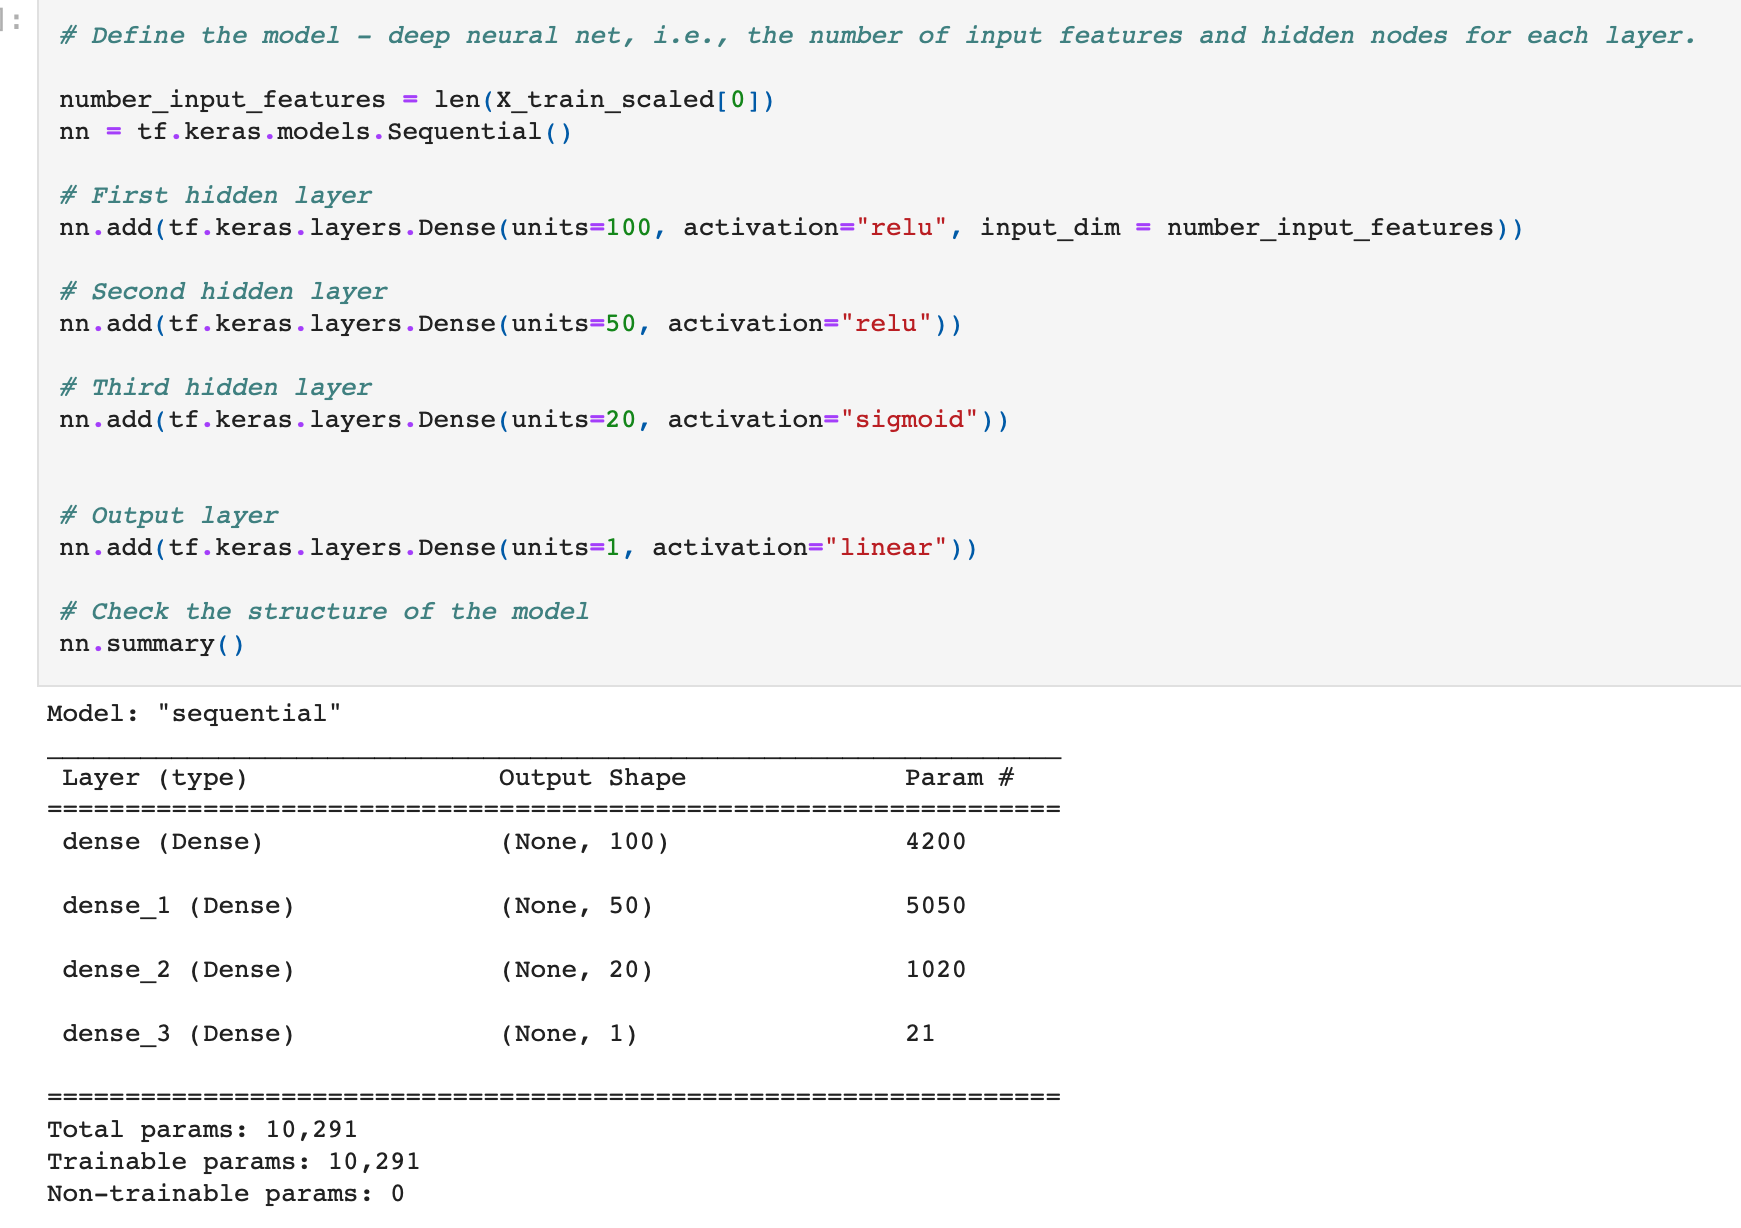 ]:
# Define the model - deep neural net, i.e., the number of input features and hidden nodes for each layer.
number_input_features = len(X_train_scaled[0])
nn = tf.keras.models.Sequential()
# First hidden layer
nn.add(tf.keras.layers.Dense(units=100, activation="relu", input_dim = number_input_features))
# Second hidden layer
nn.add(tf.keras.layers.Dense(units=50, activation="relu"))
# Third hidden layer
nn.add(tf.keras.layers.Dense(units=20, activation="sigmoid"))
# Output layer
nn.add(tf.keras.layers.Dense(units=1, activation="linear"))
# Check the structure of the model
nn.summary()
Model: "sequential"
_________________________________________________________________
Layer (type) Output Shape Param #
=================================================================
dense (Dense) (None, 100) 4200
dense_1 (Dense) (None, 50) 5050
dense_2 (Dense) (None, 20) 1020
dense_3 (Dense) (None, 1) 21
=================================================================
Total params: 10,291
Trainable params: 10,291
Non-trainable params: 0